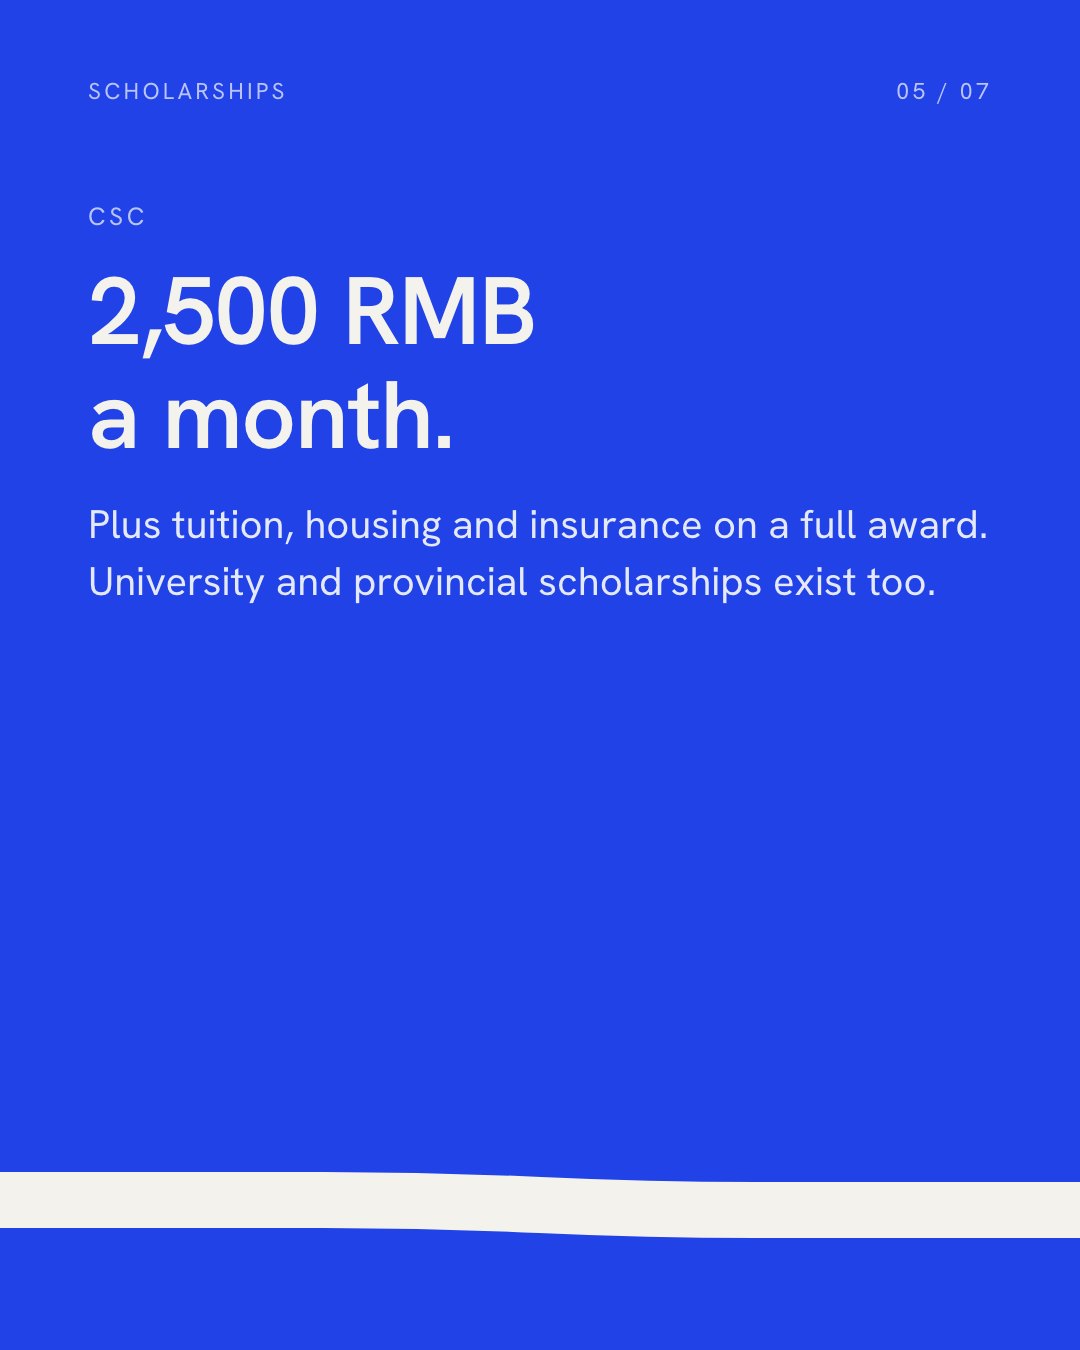 SCHOLARSHIPS
05 / 07
CSC
2,500 RMB
a month.
Plus tuition, housing and insurance on a full award.
University and provincial scholarships exist too.